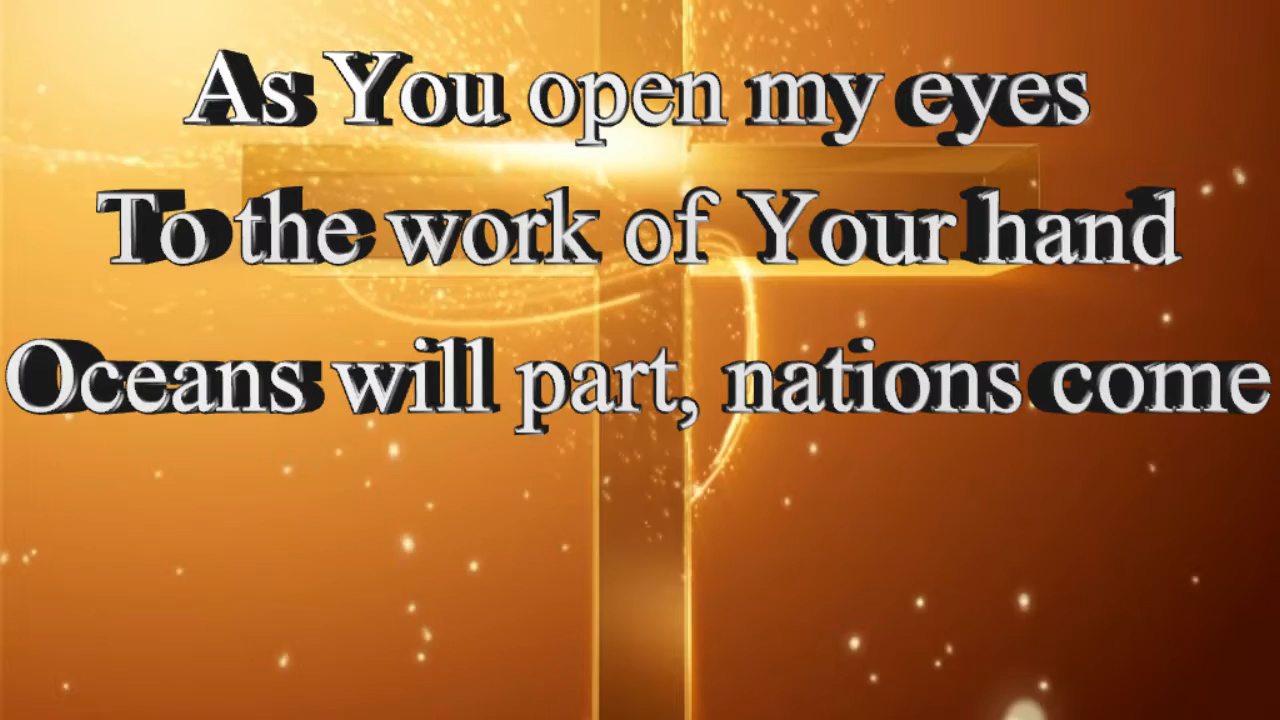 As You open my eyes
To the work of Your hand
Oceans will part, nations come